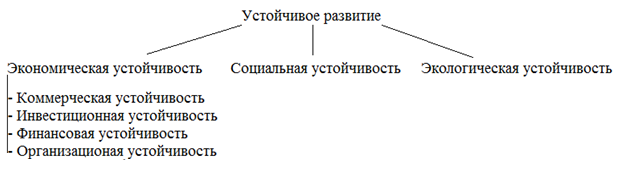 Устойчивое развитие
Экономическая устойчивость Социальная устойчивость Экологическая устойчивость
- Коммерческая устойчивость
- Инвестиционная устойчивость
- Финансовая устойчивость
- Организационая устойчивость